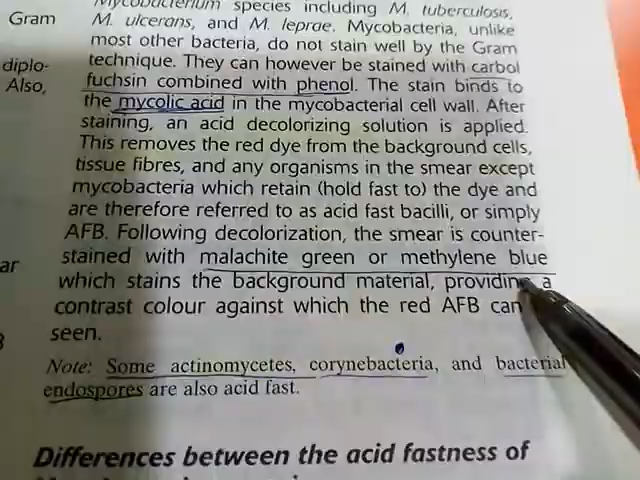 Mycobacterium species including M. tuberculosis,
Gram M. ulcerans, and M. leprae. Mycobacteria, unlike
most other bacteria, do not stain well by the Gram
diplo- technique. They can however be stained with carbol
Also, fuchsin combined with phenol. The stain binds to
the mycolic acid in the mycobacterial cell wall. After
staining, an acid decolorizing solution is applied.
This removes the red dye from the background cells,
tissue fibres, and any organisms in the smear except
mycobacteria which retain (hold fast to) the dye and
are therefore referred to as acid fast bacilli, or simply
AFB. Following decolorization, the smear is counter-
ar stained with malachite green or methylene blue
which stains the background material, providing a
contrast colour against which the red AFB can
seen.
Note: Some actinomycetes, corynebacteria, and bacterial
endospores are also acid fast.
Differences between the acid fastness of